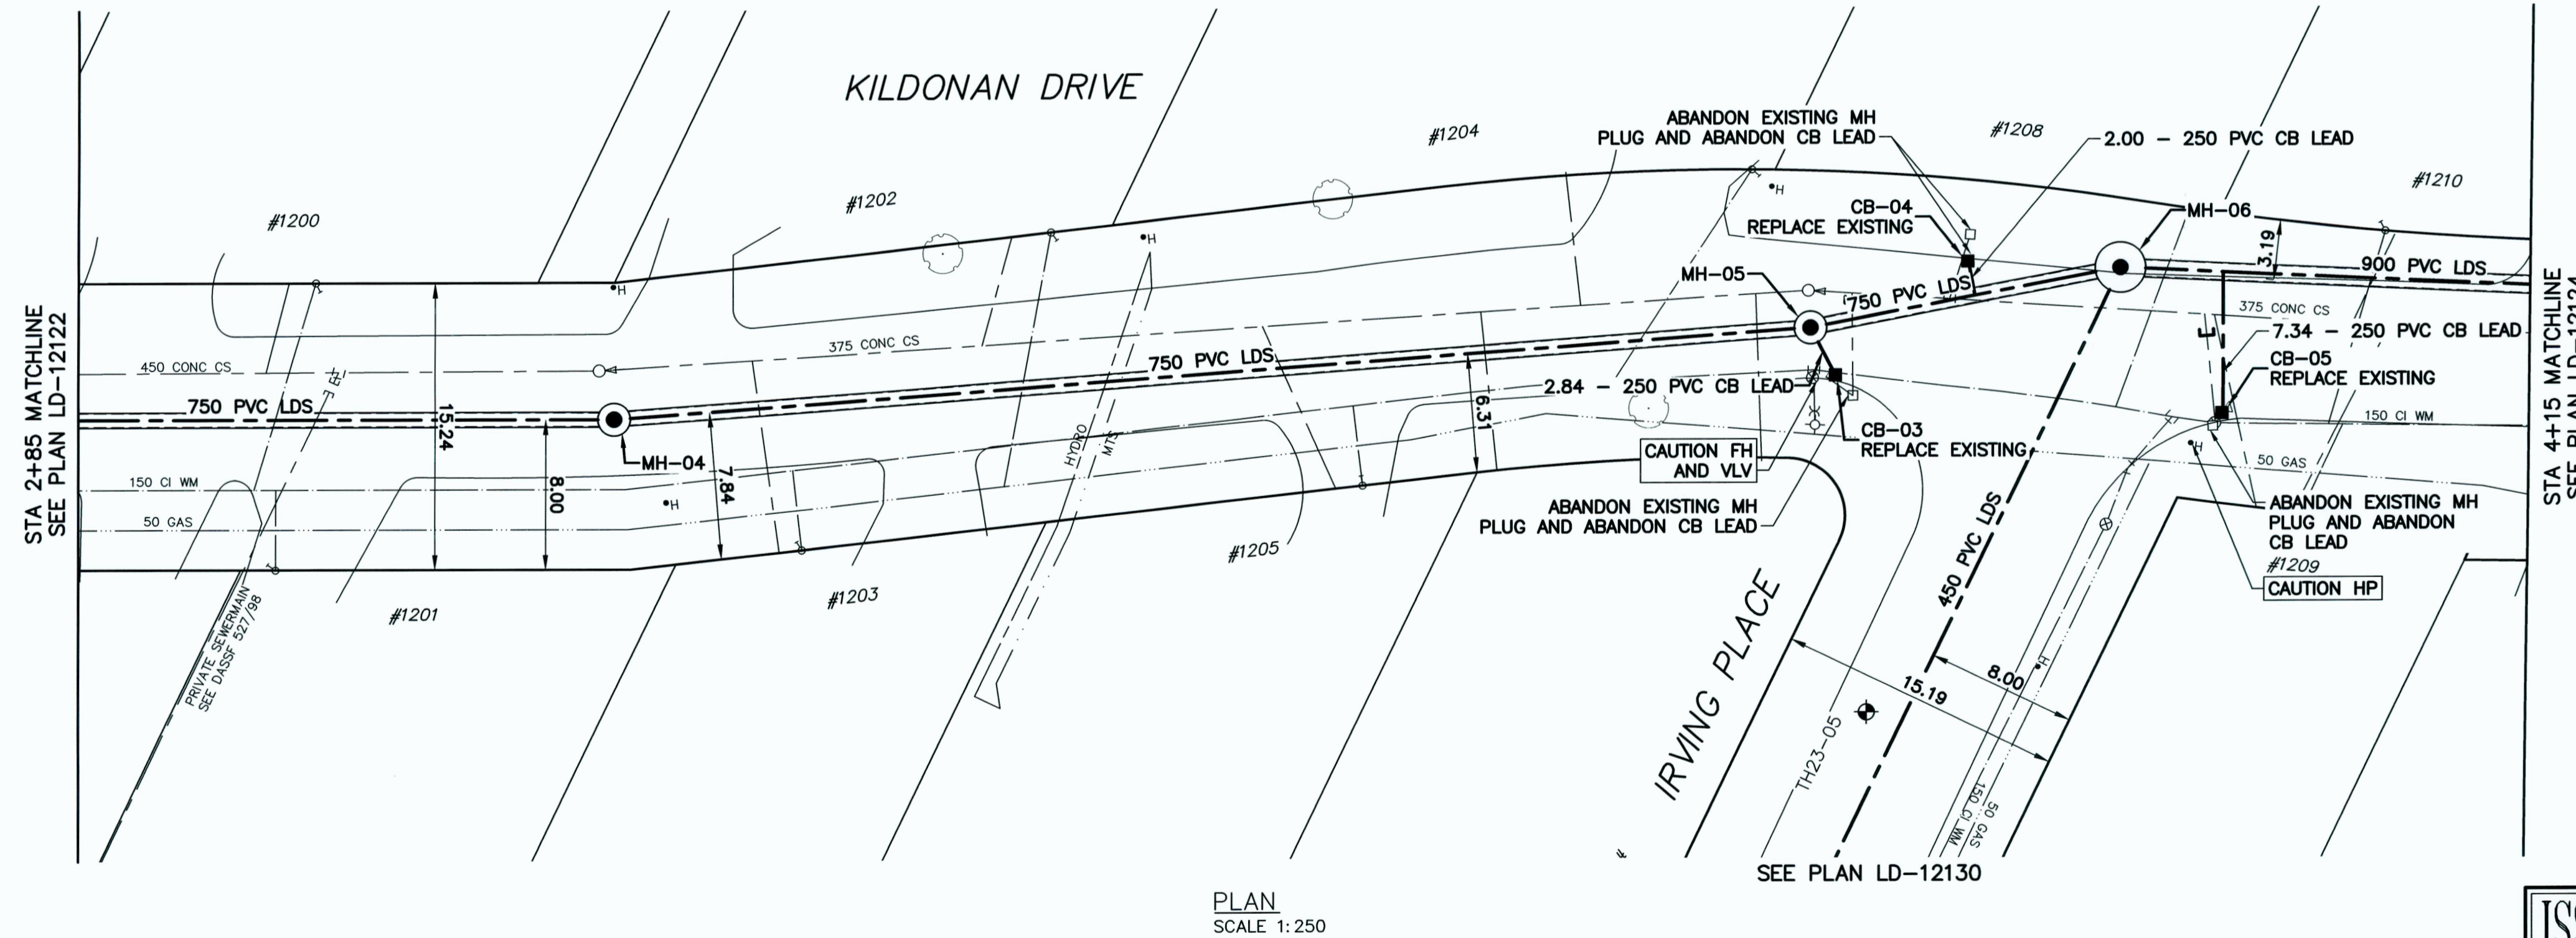 KILDONAN DRIVE
STA 2+85 MATCHLINE
SEE PLAN LD-12122
#1200
#1202
#1204
#1208
#1210
ABANDON EXISTING MH
PLUG AND ABANDON CB LEAD
2.00 - 250 PVC CB LEAD
CB-04
REPLACE EXISTING
MH-06
3.19
900 PVC LDS
MH-05
750 PVC LDS
375 CONC CS
7.34 - 250 PVC CB LEAD
CB-05
REPLACE EXISTING
H
H
H
450 CONC CS
375 CONC CS
750 PVC LDS
750 PVC LDS
2.84 - 250 PVC CB LEAD
15.24
8.00
MH-04
7.84
6.31
HYDRO
MTS
150 CI WM
50 GAS
H
CAUTION FH
AND VLV
CB-03
REPLACE EXISTING
150 CI WM
50 GAS
H
ABANDON EXISTING MH
PLUG AND ABANDON CB LEAD
ABANDON EXISTING MH
PLUG AND ABANDON
CB LEAD
#1209
CAUTION HP
#1201
#1203
#1205
PRIVATE SEWERMAIN
SEE DASSF 527/98
450 PVC LDS
IRVING PLACE
TH23-05
8.00
15.19
H
150 CI WM
50 GAS
SEE PLAN LD-12130
STA 4+15 MATCHLINE
PLAN
SCALE 1:250